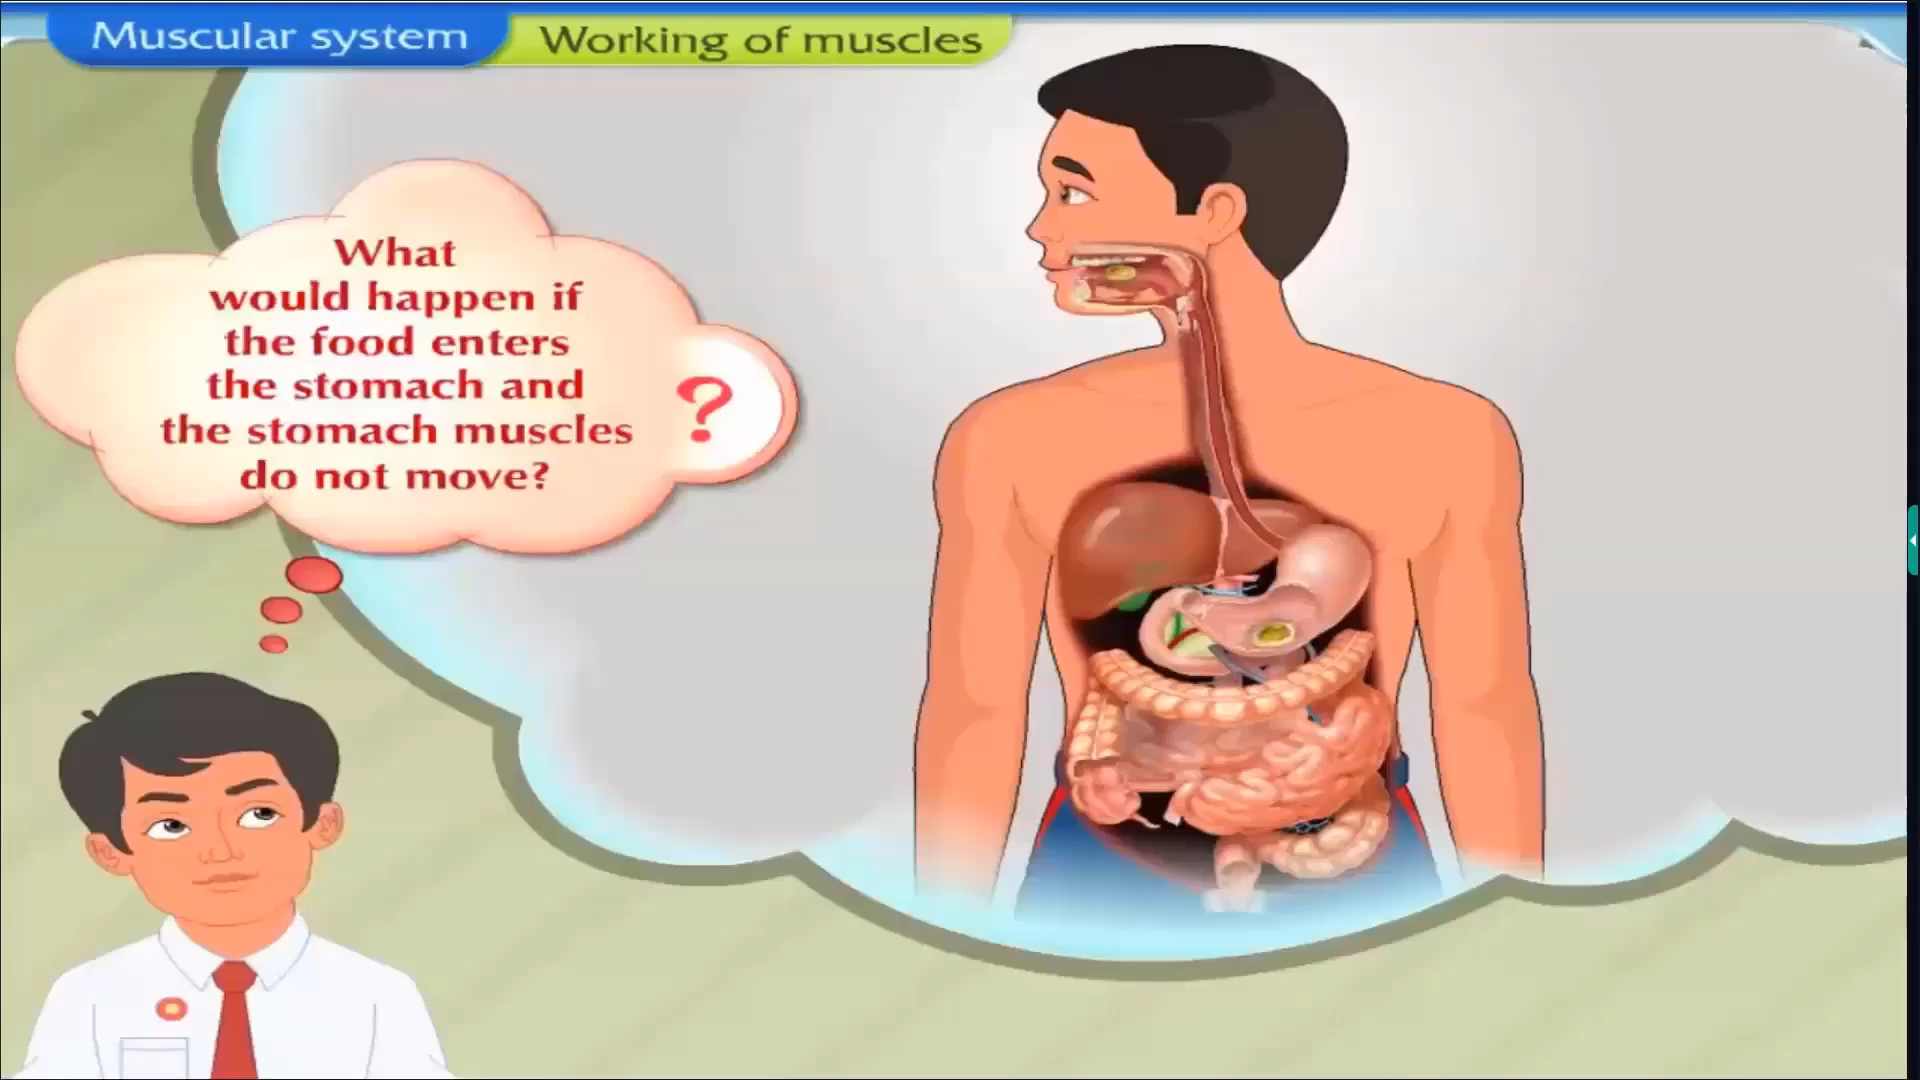 Muscular system
Working of muscles
What
would happen if
the food enters
the stomach and
the stomach muscles
do not move?
?